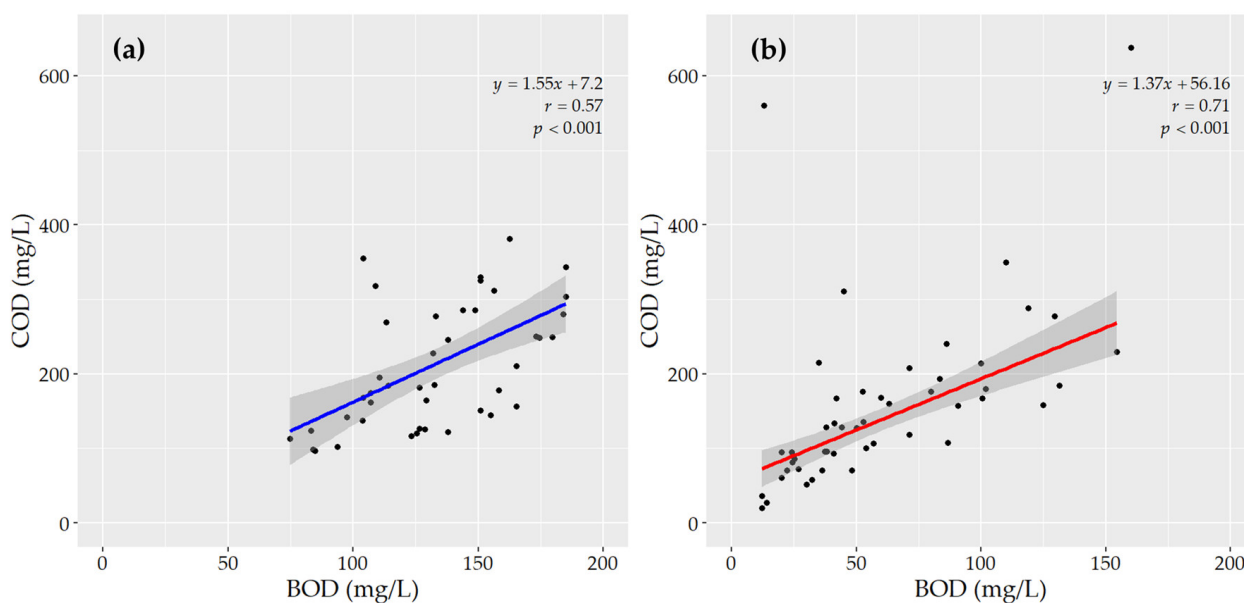 (a)
y = 1.55x + 7.2
r = 0.57
p < 0.001
COD (mg/L)
600
400
200
0
0 50 100 150 200
BOD (mg/L)
(b)
y = 1.37x + 56.16
r = 0.71
p < 0.001
COD (mg/L)
600
400
200
0
0 50 100 150 200
BOD (mg/L)